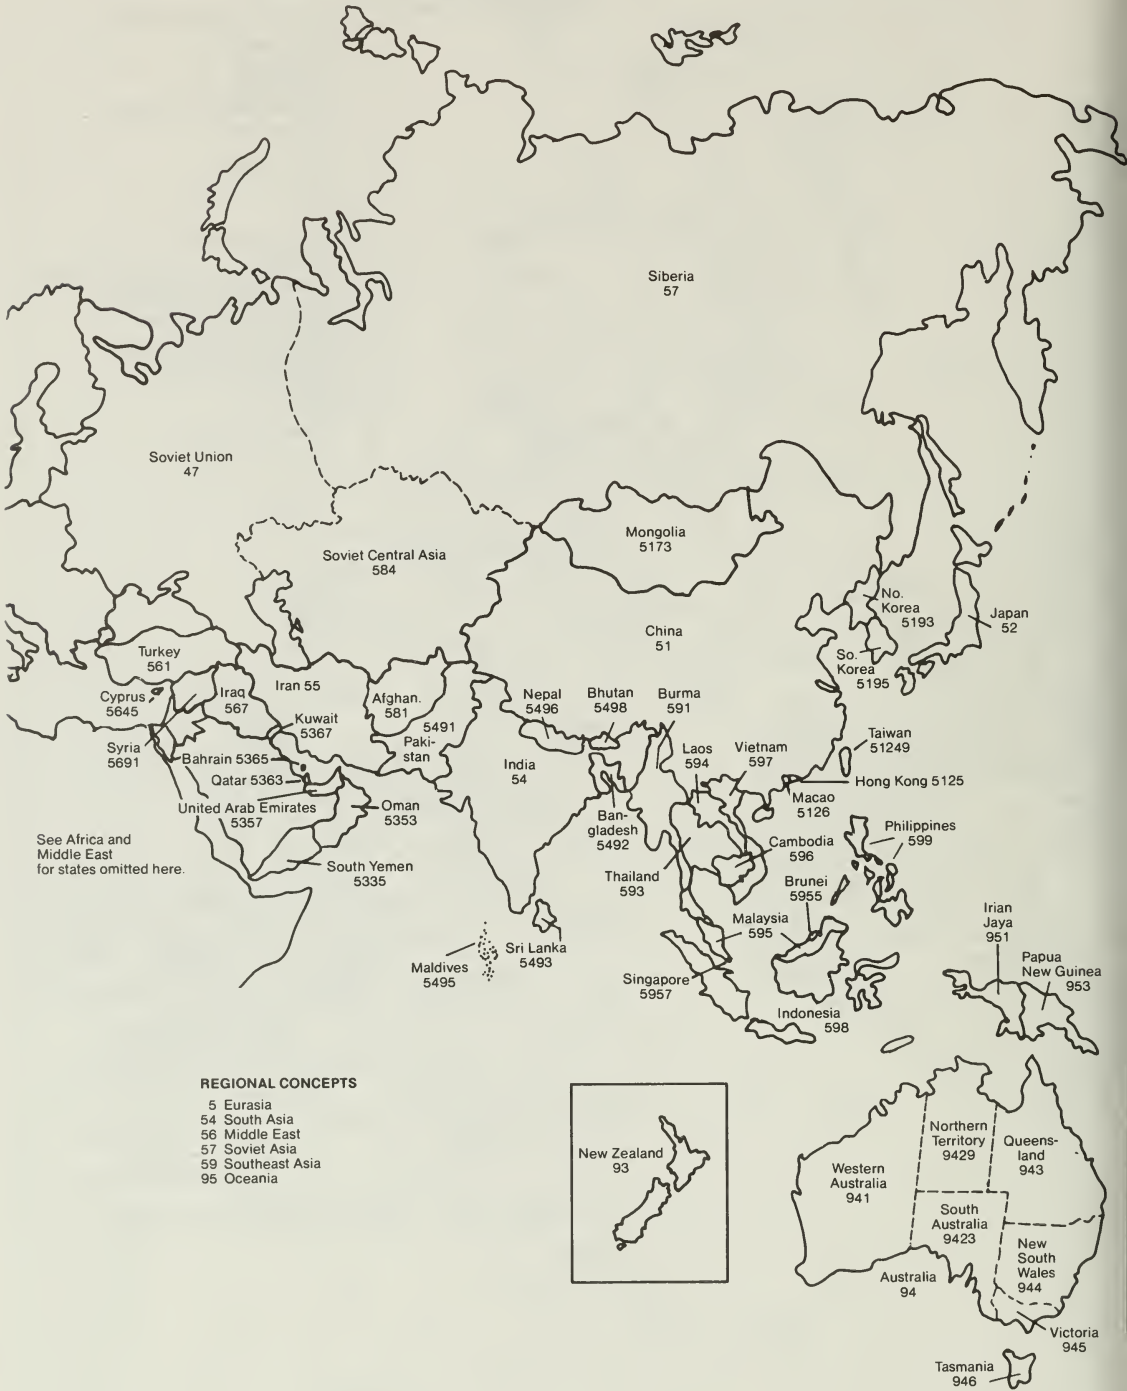 Siberia
57
Soviet Union
47
Soviet Central Asia
584
Mongolia
5173
China
51
No.
Korea
5193
So.
Korea
5195
Japan
52
Turkey
561
Cyprus
5645
Syria
5691
Iraq
567
Iran 55
Kuwait
5367
Bahrain 5365
Qatar 5363
United Arab Emirates
5357
Oman
5353
South Yemen
5335
Afghan.
581
5491
Paki-
stan
Nepal
5496
Bhutan
5498
Burma
591
India
54
Ban-
gladesh
5492
Laos
594
Vietnam
597
Taiwan
51249
Hong Kong 5125
Macao
5126
Cambodia
596
Philippines
599
Thailand
593
Brunei
5955
Malaysia
595
Singapore
5957
Indonesia
598
Maldives
5495
Sri Lanka
5493
Irian
Jaya
951
Papua
New Guinea
953
See Africa and
Middle East
for states omitted here.
REGIONAL CONCEPTS
5 Eurasia
54 South Asia
56 Middle East
57 Soviet Asia
59 Southeast Asia
95 Oceania
New Zealand
93
Western
Australia
941
Northern
Territory
9429
Queens-
land
943
South
Australia
9423
New
South
Wales
944
Australia
94
Victoria
945
Tasmania
946